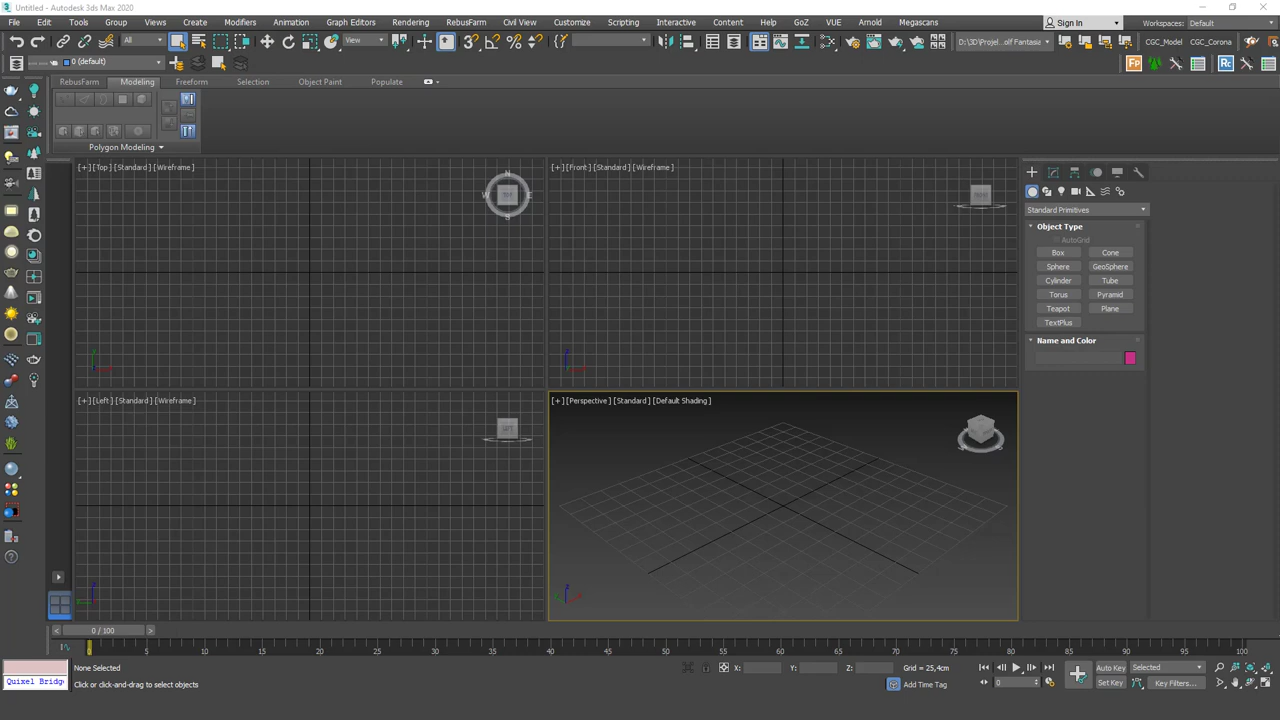 Untitled - Autodesk 3ds Max 2020
File Edit Tools Group Views Create Modifiers Animation Graph Editors Rendering RebusFarm Civil View Customize Scripting Interactive Content Help GoZ VUE Arnold Megascans Sign In Workspaces: Default
All View D:\3D\Projel...olf Fantasia CGC_Model CGC_Corona
0 (default) Fp Rc
RebusFarm Modeling Freeform Selection Object Paint Populate
Polygon Modeling
[+] [Top] [Standard] [Wireframe] [+] [Front] [Standard] [Wireframe]
N
W E
S
Standard Primitives
Object Type
AutoGrid
Box Cone
Sphere GeoSphere
Cylinder Tube
Torus Pyramid
Teapot Plane
TextPlus
Name and Color
[+] [Left] [Standard] [Wireframe] [+] [Perspective] [Standard] [Default Shading]
0 / 100
0 5 10 15 20 25 30 35 40 45 50 55 60 65 70 75 80 85 90 95 100
None Selected X: Y: Z: Grid = 25,4cm Auto Key Selected
Quixel Bridge Click or click-and-drag to select objects Add Time Tag 0 Set Key Key Filters...